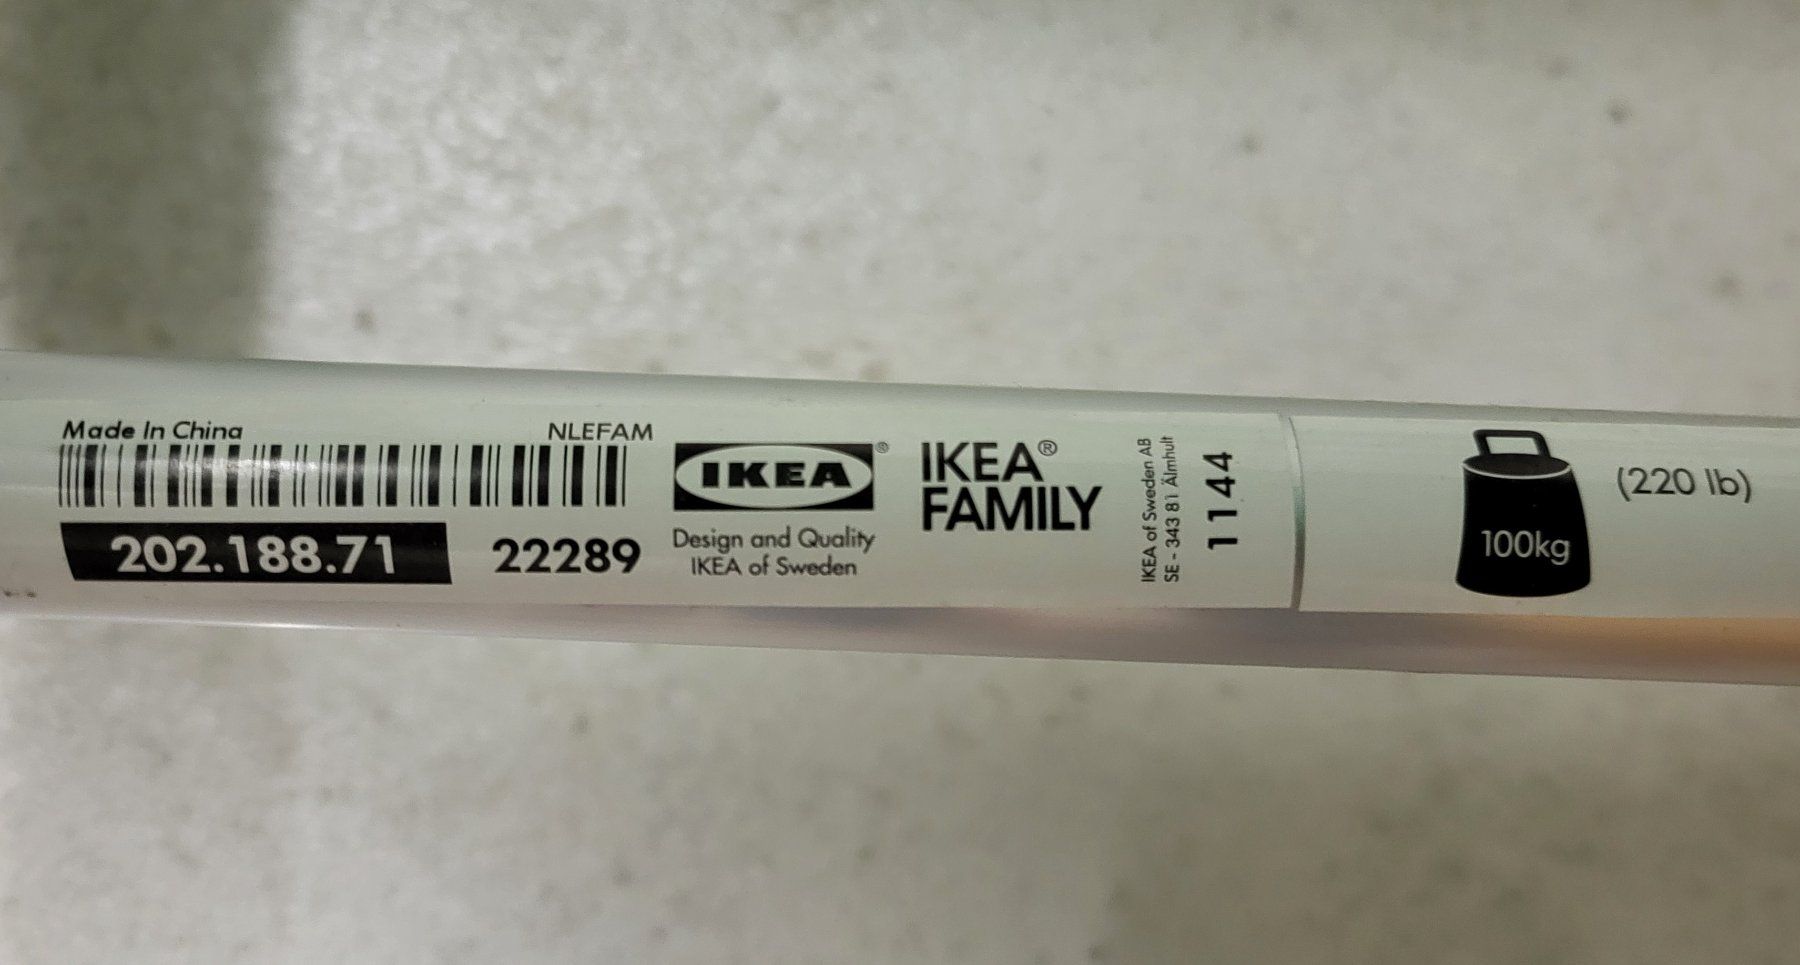 Made In China
NLEFAM
202.188.71
22289
IKEA®
Design and Quality
IKEA of Sweden
IKEA®
FAMILY
IKEA of Sweden AB
SE - 343 81 Älmhult
1144
100kg
(220 lb)